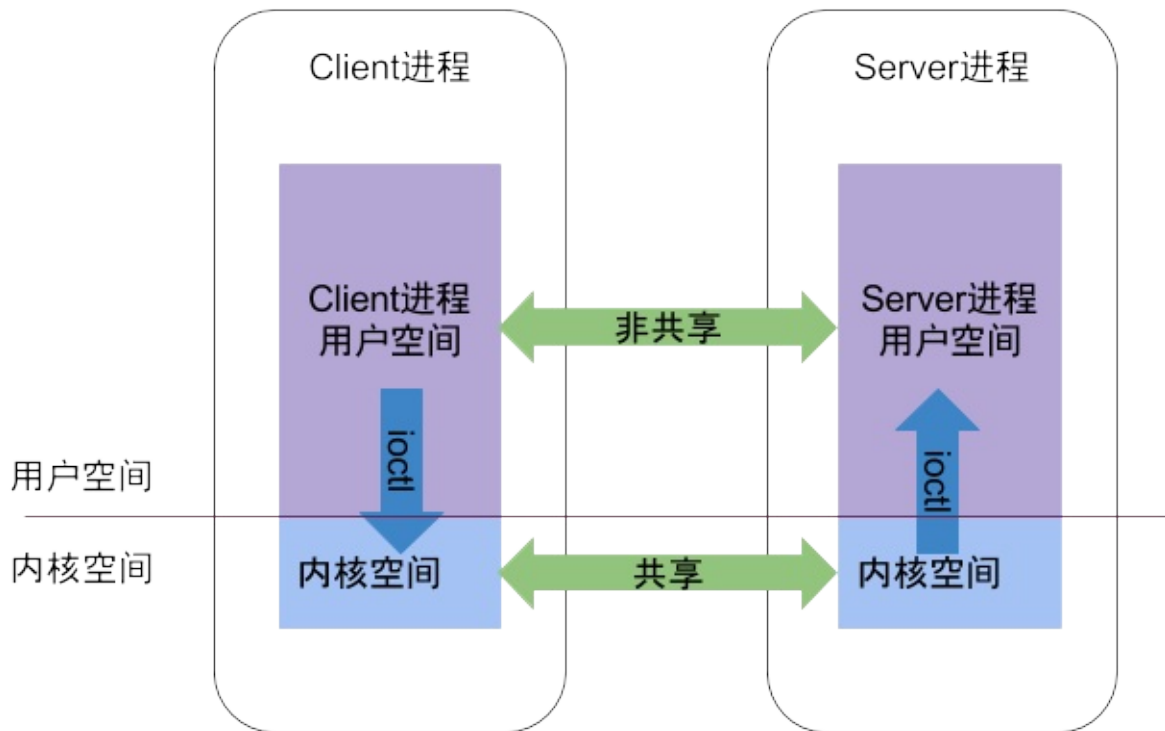 Client进程
Server进程
Client进程
用户空间
非共享
Server进程
用户空间
ioctl
ioctl
用户空间
内核空间
内核空间
共享
内核空间